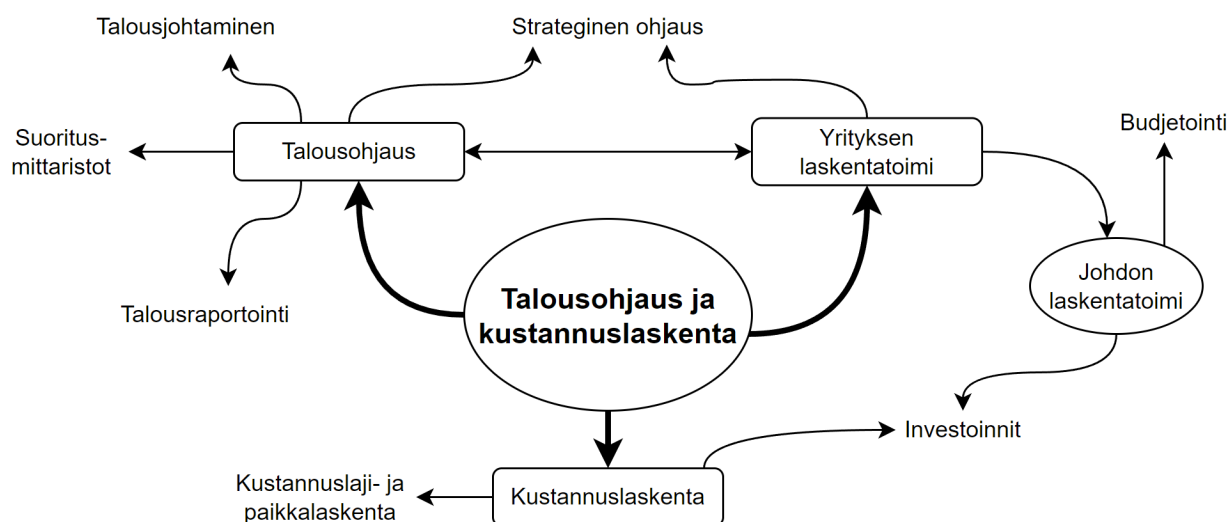 Talousjohtaminen
Strateginen ohjaus
Budjetointi
Suoritus-
mittaristot
Talousohjaus
Yrityksen
laskentatoimi
Johdon
laskentatoimi
Talousraportointi
Talousohjaus ja
kustannuslaskenta
Investoinnit
Kustannuslaji- ja
paikkalaskenta
Kustannuslaskenta